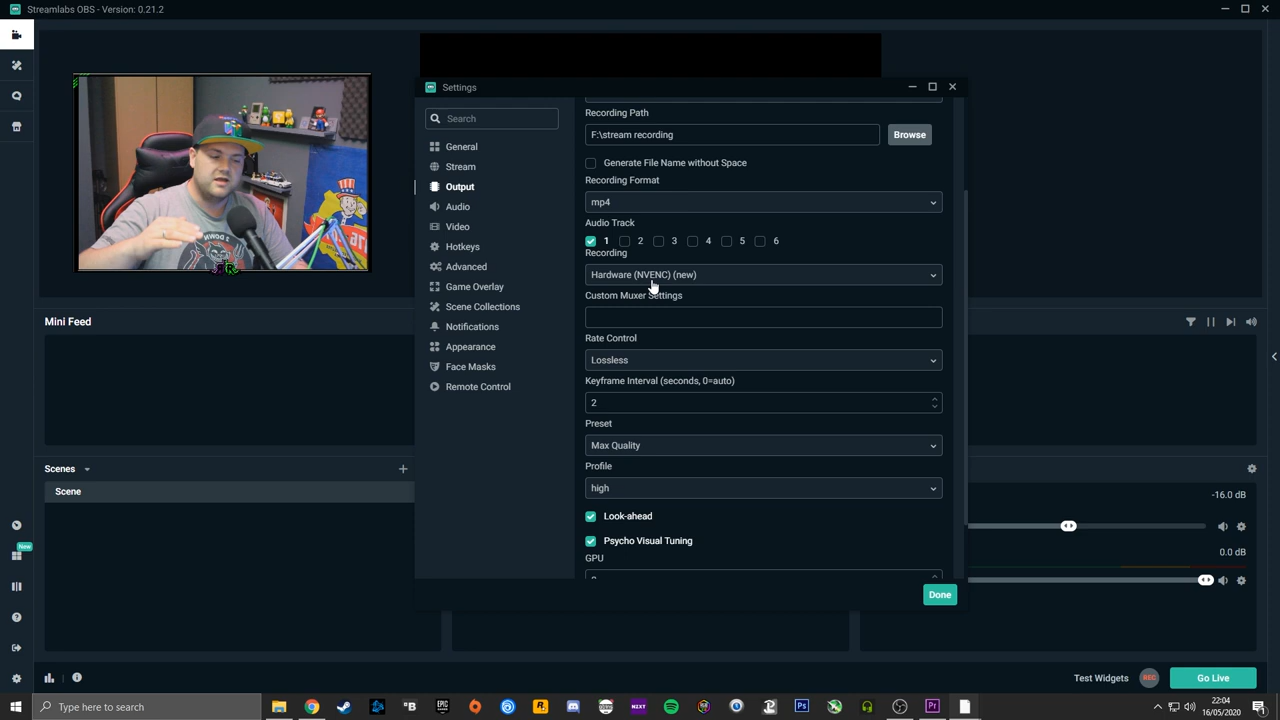 Streamlabs OBS - Version: 0.21.2
Settings
Search
General
Stream
Output
Audio
Video
Hotkeys
Advanced
Game Overlay
Scene Collections
Notifications
Appearance
Face Masks
Remote Control
Recording Path
F:\stream recording
Browse
Generate File Name without Space
Recording Format
mp4
Audio Track
1 2 3 4 5 6
Recording
Hardware (NVENC) (new)
Custom Muxer Settings
Rate Control
Lossless
Keyframe Interval (seconds, 0=auto)
2
Preset
Max Quality
Profile
high
Look-ahead
Psycho Visual Tuning
GPU
Done
Mini Feed
Scenes
Scene
-16.0 dB
0.0 dB
New
Test Widgets
REC
Go Live
Type here to search
22:04
16/05/2020